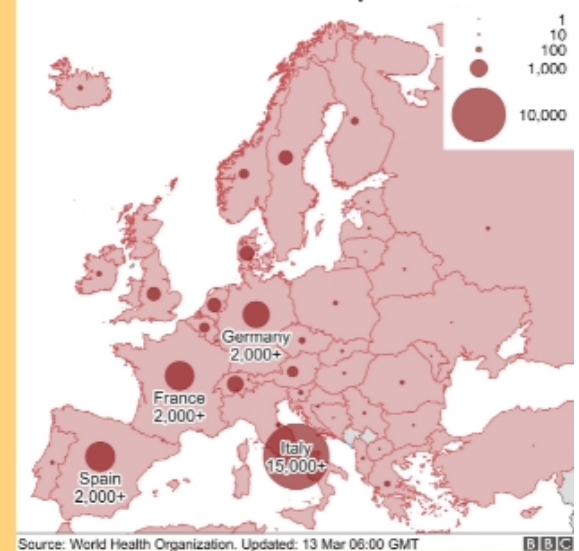 1
10
100
1,000
10,000
Germany
2,000+
France
2,000+
Italy
15,000+
Spain
2,000+
Source: World Health Organization. Updated: 13 Mar 06:00 GMT
BBC